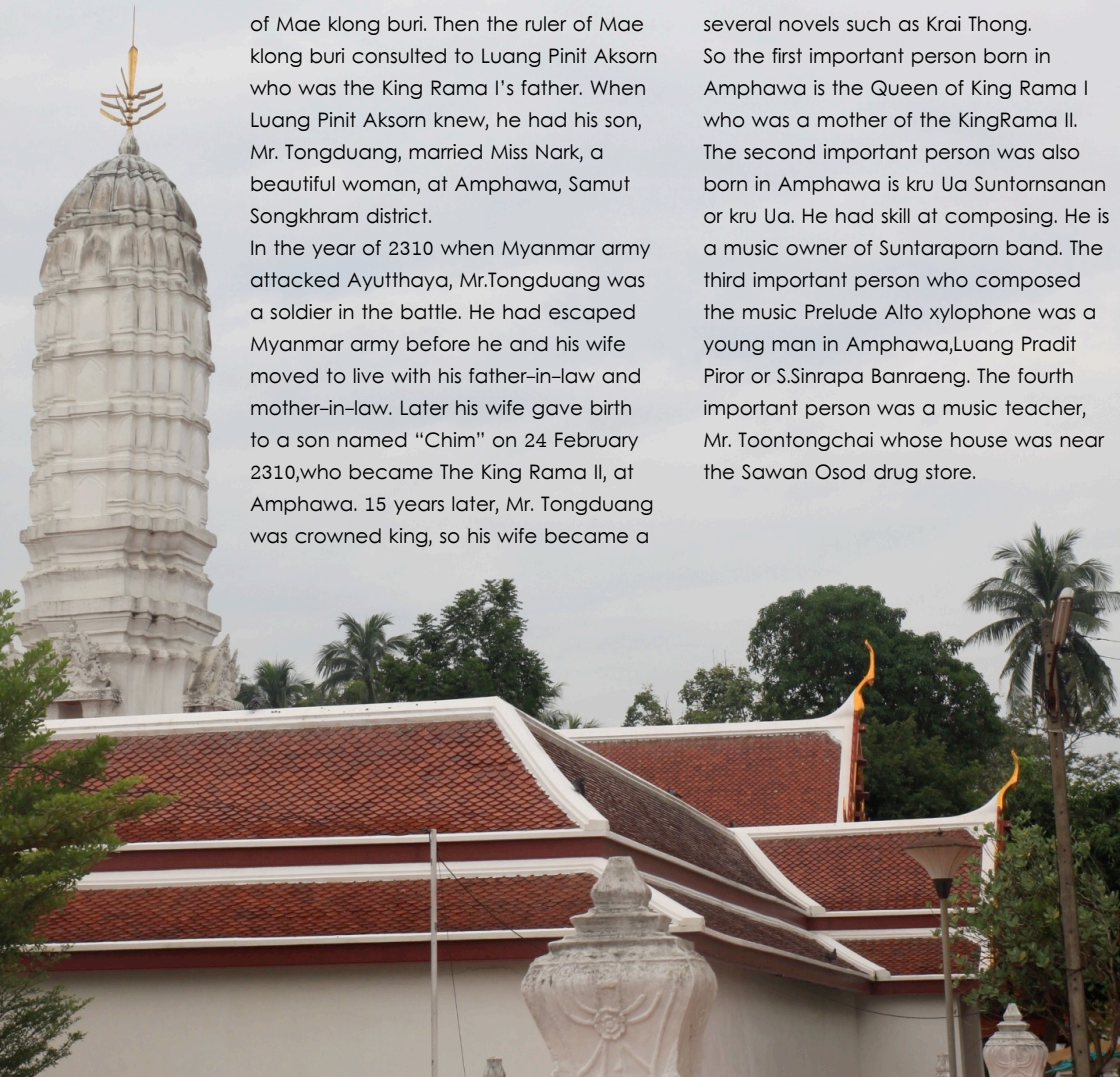 of Mae klong buri. Then the ruler of Mae
klong buri consulted to Luang Pinit Aksorn
who was the King Rama I's father. When
Luang Pinit Aksorn knew, he had his son,
Mr. Tongduang, married Miss Nark, a
beautiful woman, at Amphawa, Samut
Songkhram district.
In the year of 2310 when Myanmar army
attacked Ayutthaya, Mr.Tongduang was
a soldier in the battle. He had escaped
Myanmar army before he and his wife
moved to live with his father-in-law and
mother-in-law. Later his wife gave birth
to a son named “Chim” on 24 February
2310,who became The King Rama II, at
Amphawa. 15 years later, Mr. Tongduang
was crowned king, so his wife became a
several novels such as Krai Thong.
So the first important person born in
Amphawa is the Queen of King Rama I
who was a mother of the KingRama II.
The second important person was also
born in Amphawa is kru Ua Suntornsanan
or kru Ua. He had skill at composing. He is
a music owner of Suntaraporn band. The
third important person who composed
the music Prelude Alto xylophone was a
young man in Amphawa,Luang Pradit
Piror or S.Sinrapa Banraeng. The fourth
important person was a music teacher,
Mr. Toontongchai whose house was near
the Sawan Osod drug store.